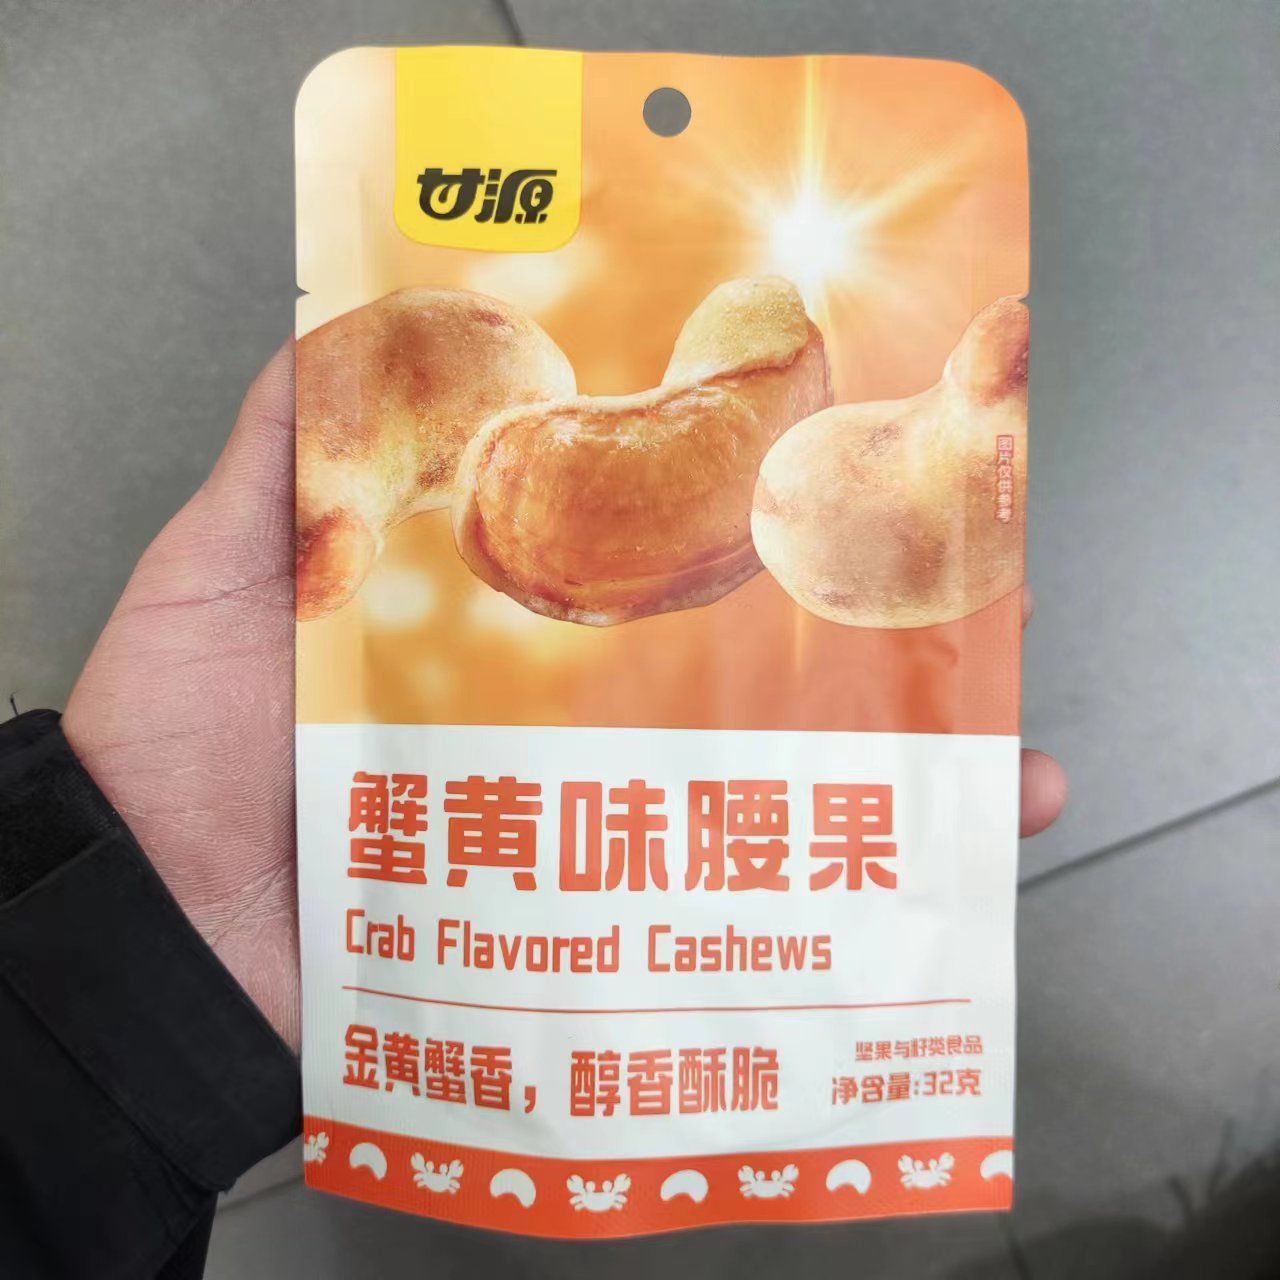 甘源
图片仅供参考
蟹黄味腰果
Crab Flavored Cashews
金黄蟹香，醇香酥脆
坚果与籽类食品
净含量:32克